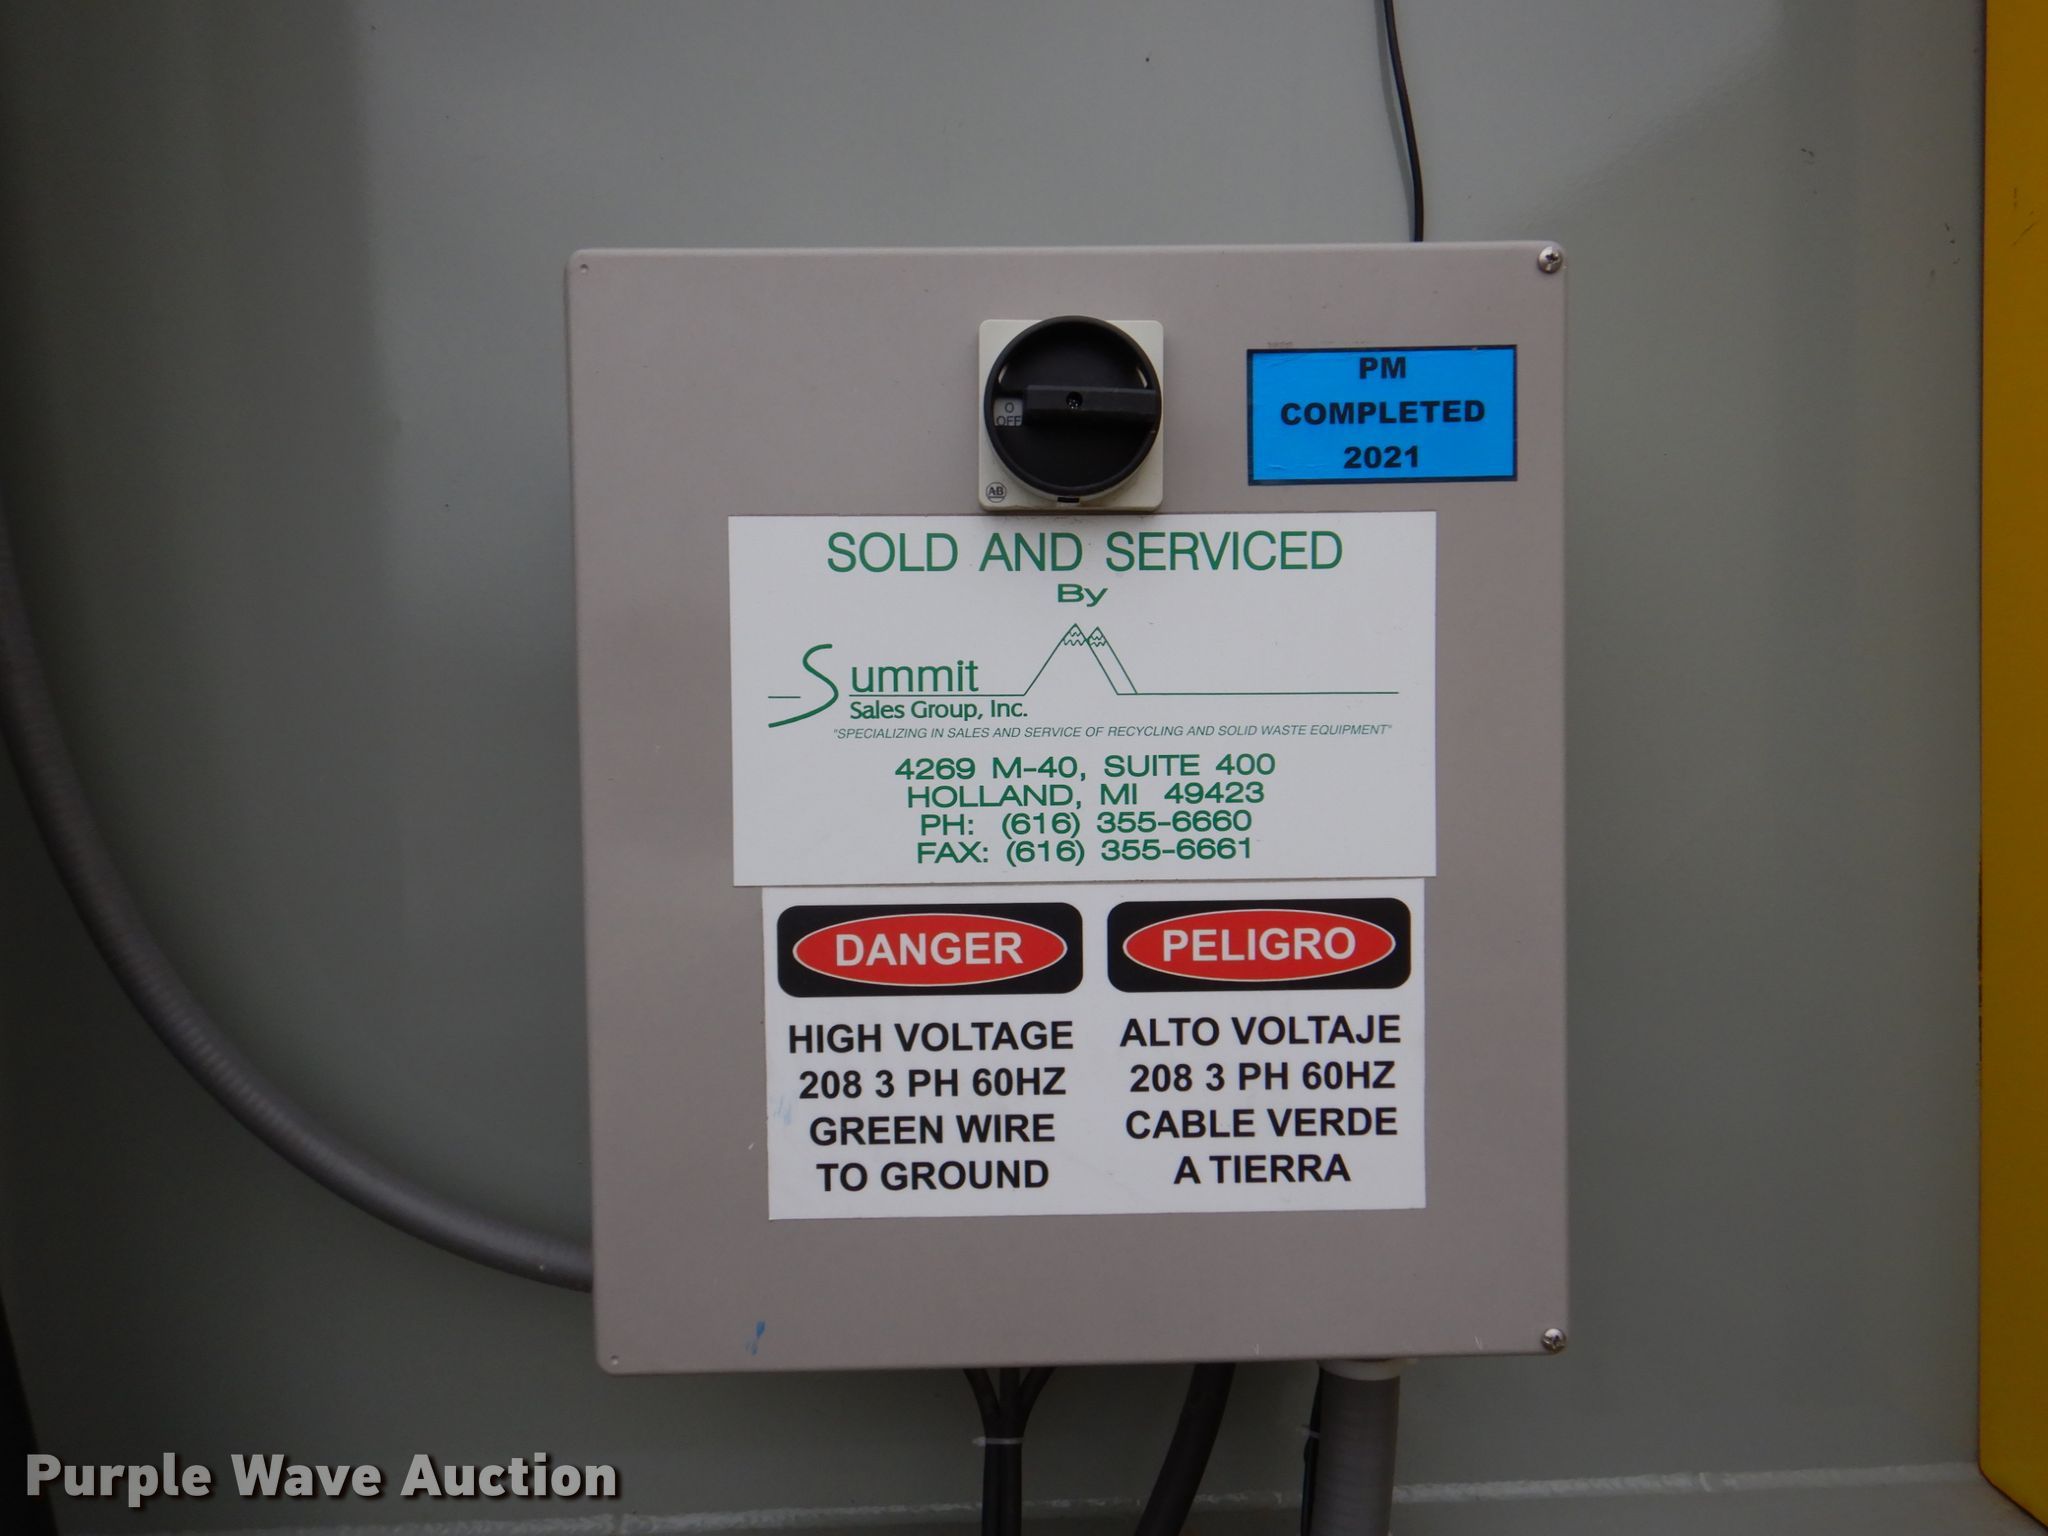 O
OFF
AB
PM
COMPLETED
2021
SOLD AND SERVICED
By
Summit
Sales Group, Inc.
"SPECIALIZING IN SALES AND SERVICE OF RECYCLING AND SOLID WASTE EQUIPMENT"
4269 M-40, SUITE 400
HOLLAND, MI 49423
PH: (616) 355-6660
FAX: (616) 355-6661
DANGER
HIGH VOLTAGE
208 3 PH 60HZ
GREEN WIRE
TO GROUND
PELIGRO
ALTO VOLTAJE
208 3 PH 60HZ
CABLE VERDE
A TIERRA
Purple Wave Auction